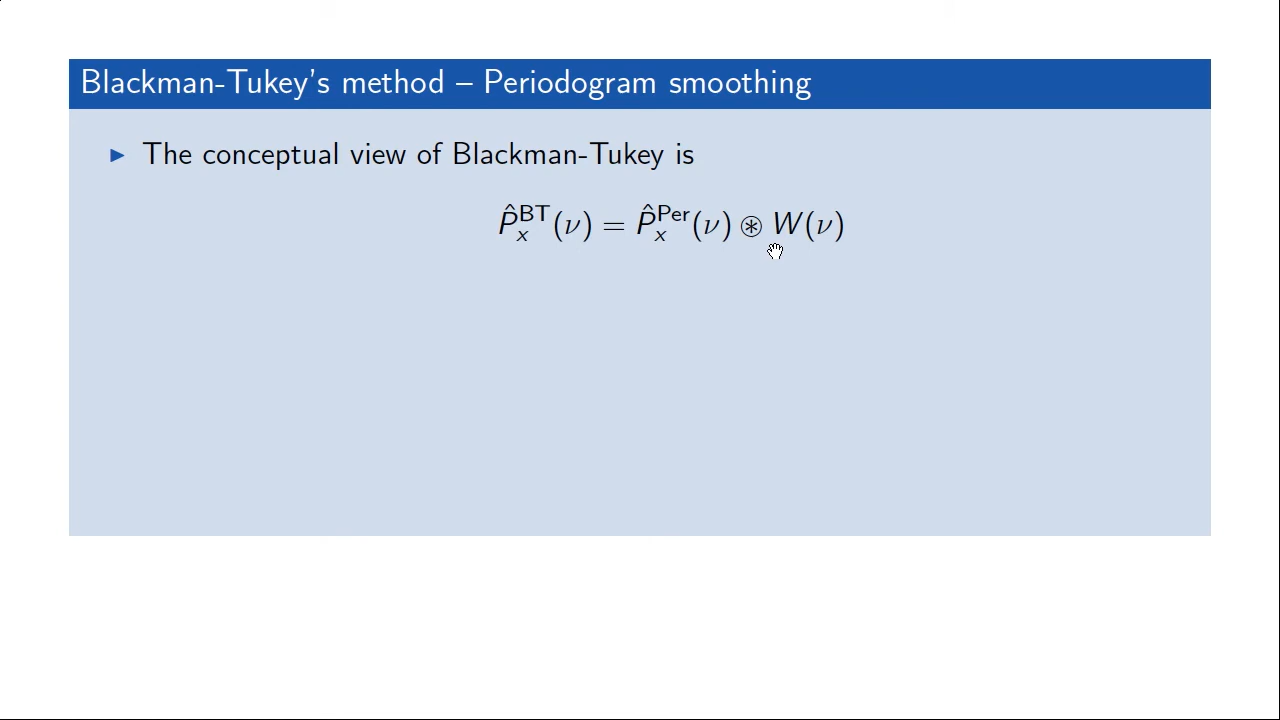 Blackman-Tukey's method – Periodogram smoothing
▶ The conceptual view of Blackman-Tukey is
P̂ₓᴮᵀ(ν) = P̂ₓᴾᵉʳ(ν) ⊛ W(ν)